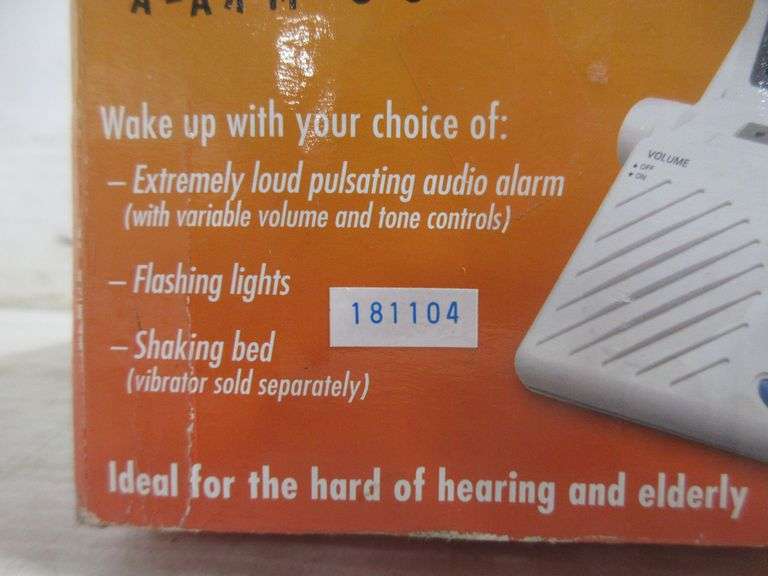 Wake up with your choice of:
– Extremely loud pulsating audio alarm
(with variable volume and tone controls)
– Flashing lights
– Shaking bed
(vibrator sold separately)
Ideal for the hard of hearing and elderly
181104
VOLUME
▲ OFF
▼ ON